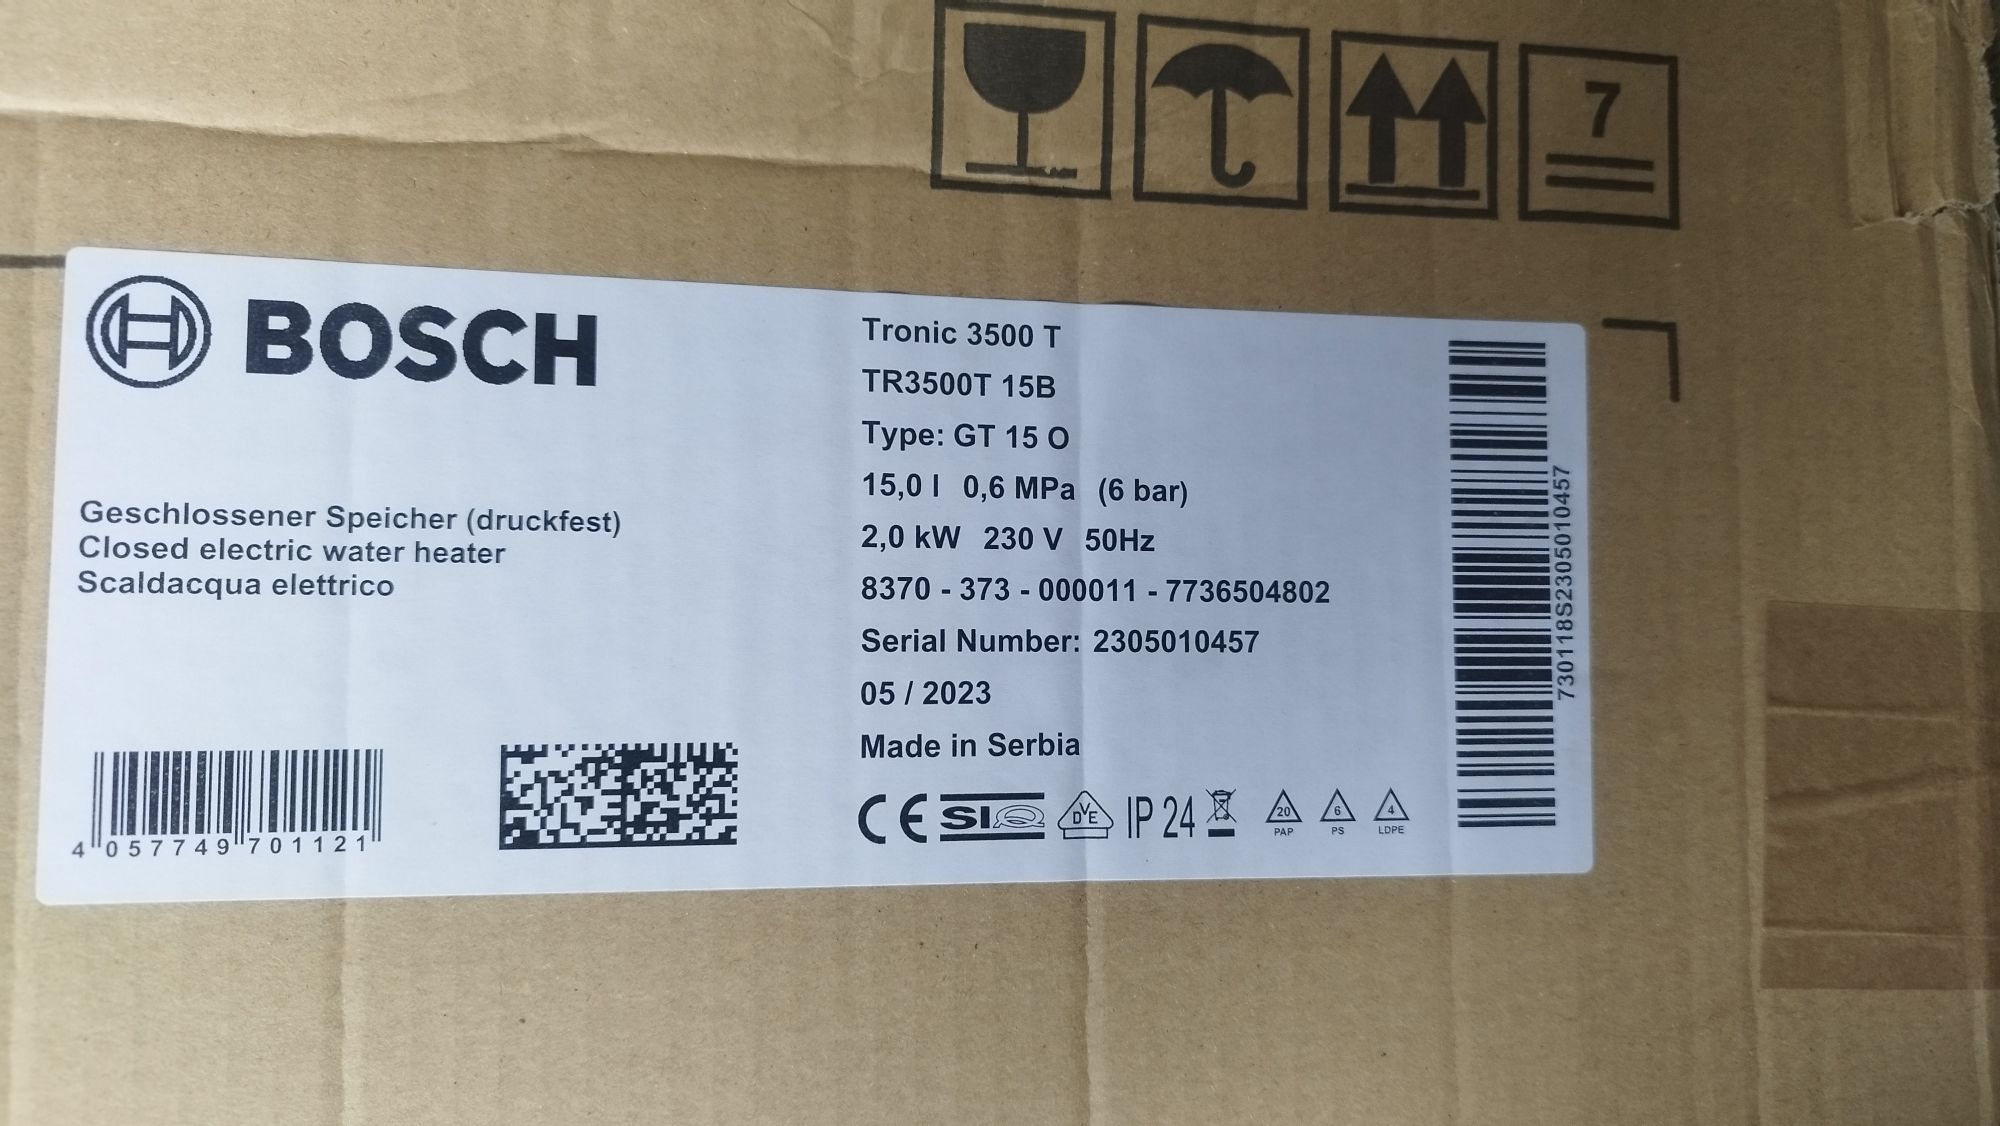 7
BOSCH
Geschlossener Speicher (druckfest)
Closed electric water heater
Scaldacqua elettrico
4 057749 701121
Tronic 3500 T
TR3500T 15B
Type: GT 15 O
15,0 l 0,6 MPa (6 bar)
2,0 kW 230 V 50Hz
8370 - 373 - 000011 - 7736504802
Serial Number: 2305010457
05 / 2023
Made in Serbia
CE SIQ DVE IP 24 20 PAP 6 PS 4 LDPE
730118S2305010457